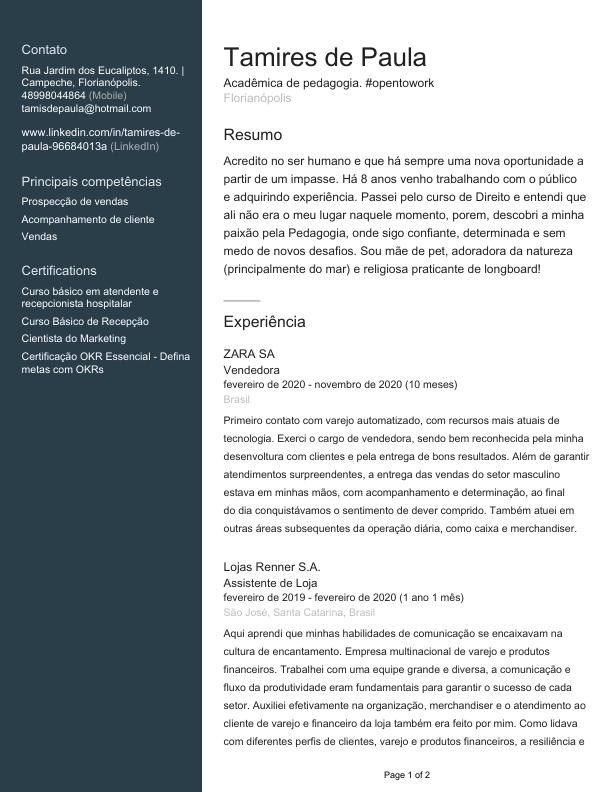 Contato
Rua Jardim dos Eucaliptos, 1410. |
Campeche, Florianópolis.
48998044864 (Mobile)
tamisdepaula@hotmail.com
www.linkedin.com/in/tamires-de-
paula-96684013a (LinkedIn)
Principais competências
Prospecção de vendas
Acompanhamento de cliente
Vendas
Certifications
Curso básico em atendente e
recepcionista hospitalar
Curso Básico de Recepção
Cientista do Marketing
Certificação OKR Essencial - Defina
metas com OKRs
Tamires de Paula
Acadêmica de pedagogia. #opentowork
Florianópolis
Resumo
Acredito no ser humano e que há sempre uma nova oportunidade a
partir de um impasse. Há 8 anos venho trabalhando com o público
e adquirindo experiência. Passei pelo curso de Direito e entendi que
ali não era o meu lugar naquele momento, porem, descobri a minha
paixão pela Pedagogia, onde sigo confiante, determinada e sem
medo de novos desafios. Sou mãe de pet, adoradora da natureza
(principalmente do mar) e religiosa praticante de longboard!
Experiência
ZARA SA
Vendedora
fevereiro de 2020 - novembro de 2020 (10 meses)
Brasil
Primeiro contato com varejo automatizado, com recursos mais atuais de
tecnologia. Exerci o cargo de vendedora, sendo bem reconhecida pela minha
desenvoltura com clientes e pela entrega de bons resultados. Além de garantir
atendimentos surpreendentes, a entrega das vendas do setor masculino
estava em minhas mãos, com acompanhamento e determinação, ao final
do dia conquistávamos o sentimento de dever comprido. Também atuei em
outras áreas subsequentes da operação diária, como caixa e merchandiser.
Lojas Renner S.A.
Assistente de Loja
fevereiro de 2019 - fevereiro de 2020 (1 ano 1 mês)
São José, Santa Catarina, Brasil
Aqui aprendi que minhas habilidades de comunicação se encaixavam na
cultura de encantamento. Empresa multinacional de varejo e produtos
financeiros. Trabalhei com uma equipe grande e diversa, a comunicação e
fluxo da produtividade eram fundamentais para garantir o sucesso de cada
setor. Auxiliei efetivamente na organização, merchandiser e o atendimento ao
cliente de varejo e financeiro da loja também era feito por mim. Como lidava
com diferentes perfis de clientes, varejo e produtos financeiros, a resiliência e
Page 1 of 2